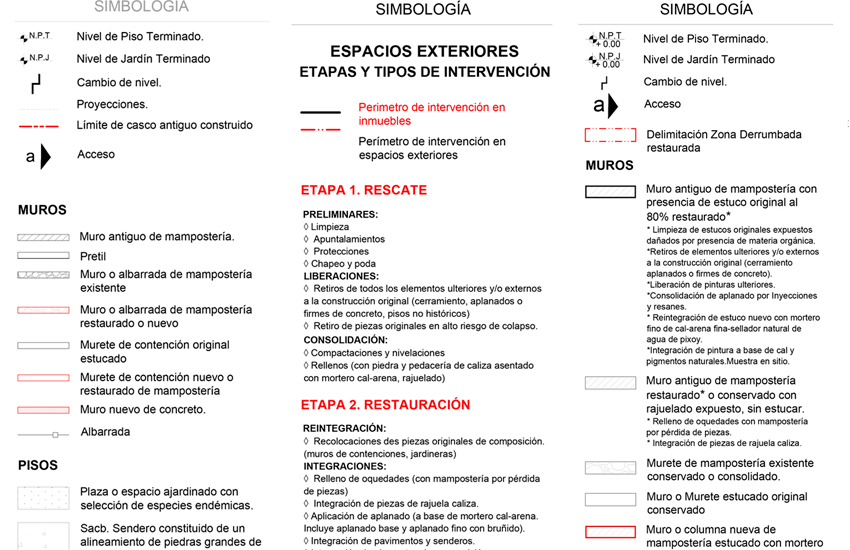 SIMBOLOGÍA
N.P.T Nivel de Piso Terminado.
N.P.J Nivel de Jardín Terminado
Cambio de nivel.
Proyecciones.
Límite de casco antiguo construido
a Acceso
MUROS
Muro antiguo de mampostería.
Pretil
Muro o albarrada de mampostería
existente
Muro o albarrada de mampostería
restaurado o nuevo
Murete de contención original
estucado
Murete de contención nuevo o
restaurado de mampostería
Muro nuevo de concreto.
Albarrada
PISOS
Plaza o espacio ajardinado con
selección de especies endémicas.
Sacb. Sendero constituido de un
alineamiento de piedras grandes de
SIMBOLOGÍA
ESPACIOS EXTERIORES
ETAPAS Y TIPOS DE INTERVENCIÓN
Perimetro de intervención en
inmuebles
Perímetro de intervención en
espacios exteriores
ETAPA 1. RESCATE
PRELIMINARES:
◊ Limpieza
◊ Apuntalamientos
◊ Protecciones
◊ Chapeo y poda
LIBERACIONES:
◊ Retiros de todos los elementos ulteriores y/o externos
a la construcción original (cerramiento, aplanados o
firmes de concreto, pisos no históricos)
◊ Retiro de piezas originales en alto riesgo de colapso.
CONSOLIDACIÓN:
◊ Compactaciones y nivelaciones
◊ Rellenos (con piedra y pedacería de caliza asentado
con mortero cal-arena, rajuelado)
ETAPA 2. RESTAURACIÓN
REINTEGRACIÓN:
◊ Recolocaciones des piezas originales de composición.
(muros de contenciones, jardineras)
INTEGRACIONES:
◊ Relleno de oquedades (con mampostería por pérdida
de piezas)
◊ Integración de piezas de rajuela caliza.
◊ Aplicación de aplanado (a base de mortero cal-arena.
Incluye aplanado base y aplanado fino con bruñido).
◊ Integración de pavimentos y senderos.
SIMBOLOGÍA
N.P.T
+ 0.00 Nivel de Piso Terminado.
N.P.J
+0.00 Nivel de Jardín Terminado
Cambio de nivel.
a Acceso
Delimitación Zona Derrumbada
restaurada
MUROS
Muro antiguo de mampostería con
presencia de estuco original al
80% restaurado*
* Limpieza de estucos originales expuestos
dañados por presencia de materia orgánica.
*Retiros de elementos ulteriores y/o externos
a la construcción original (cerramiento
aplanados o firmes de concreto).
*Liberación de pinturas ulteriores.
*Consolidación de aplanado por Inyecciones
y resanes.
* Reintegración de estuco nuevo con mortero
fino de cal-arena fina-sellador natural de
agua de pixoy.
*Integración de pintura a base de cal y
pigmentos naturales.Muestra en sitio.
Muro antiguo de mampostería
restaurado* o conservado con
rajuelado expuesto, sin estucar.
* Relleno de oquedades con mampostería
por pérdida de piezas.
* Integración de piezas de rajuela caliza.
Murete de mampostería existente
conservado o consolidado.
Muro o Murete estucado original
conservado
Muro o columna nueva de
mampostería estucado con mortero